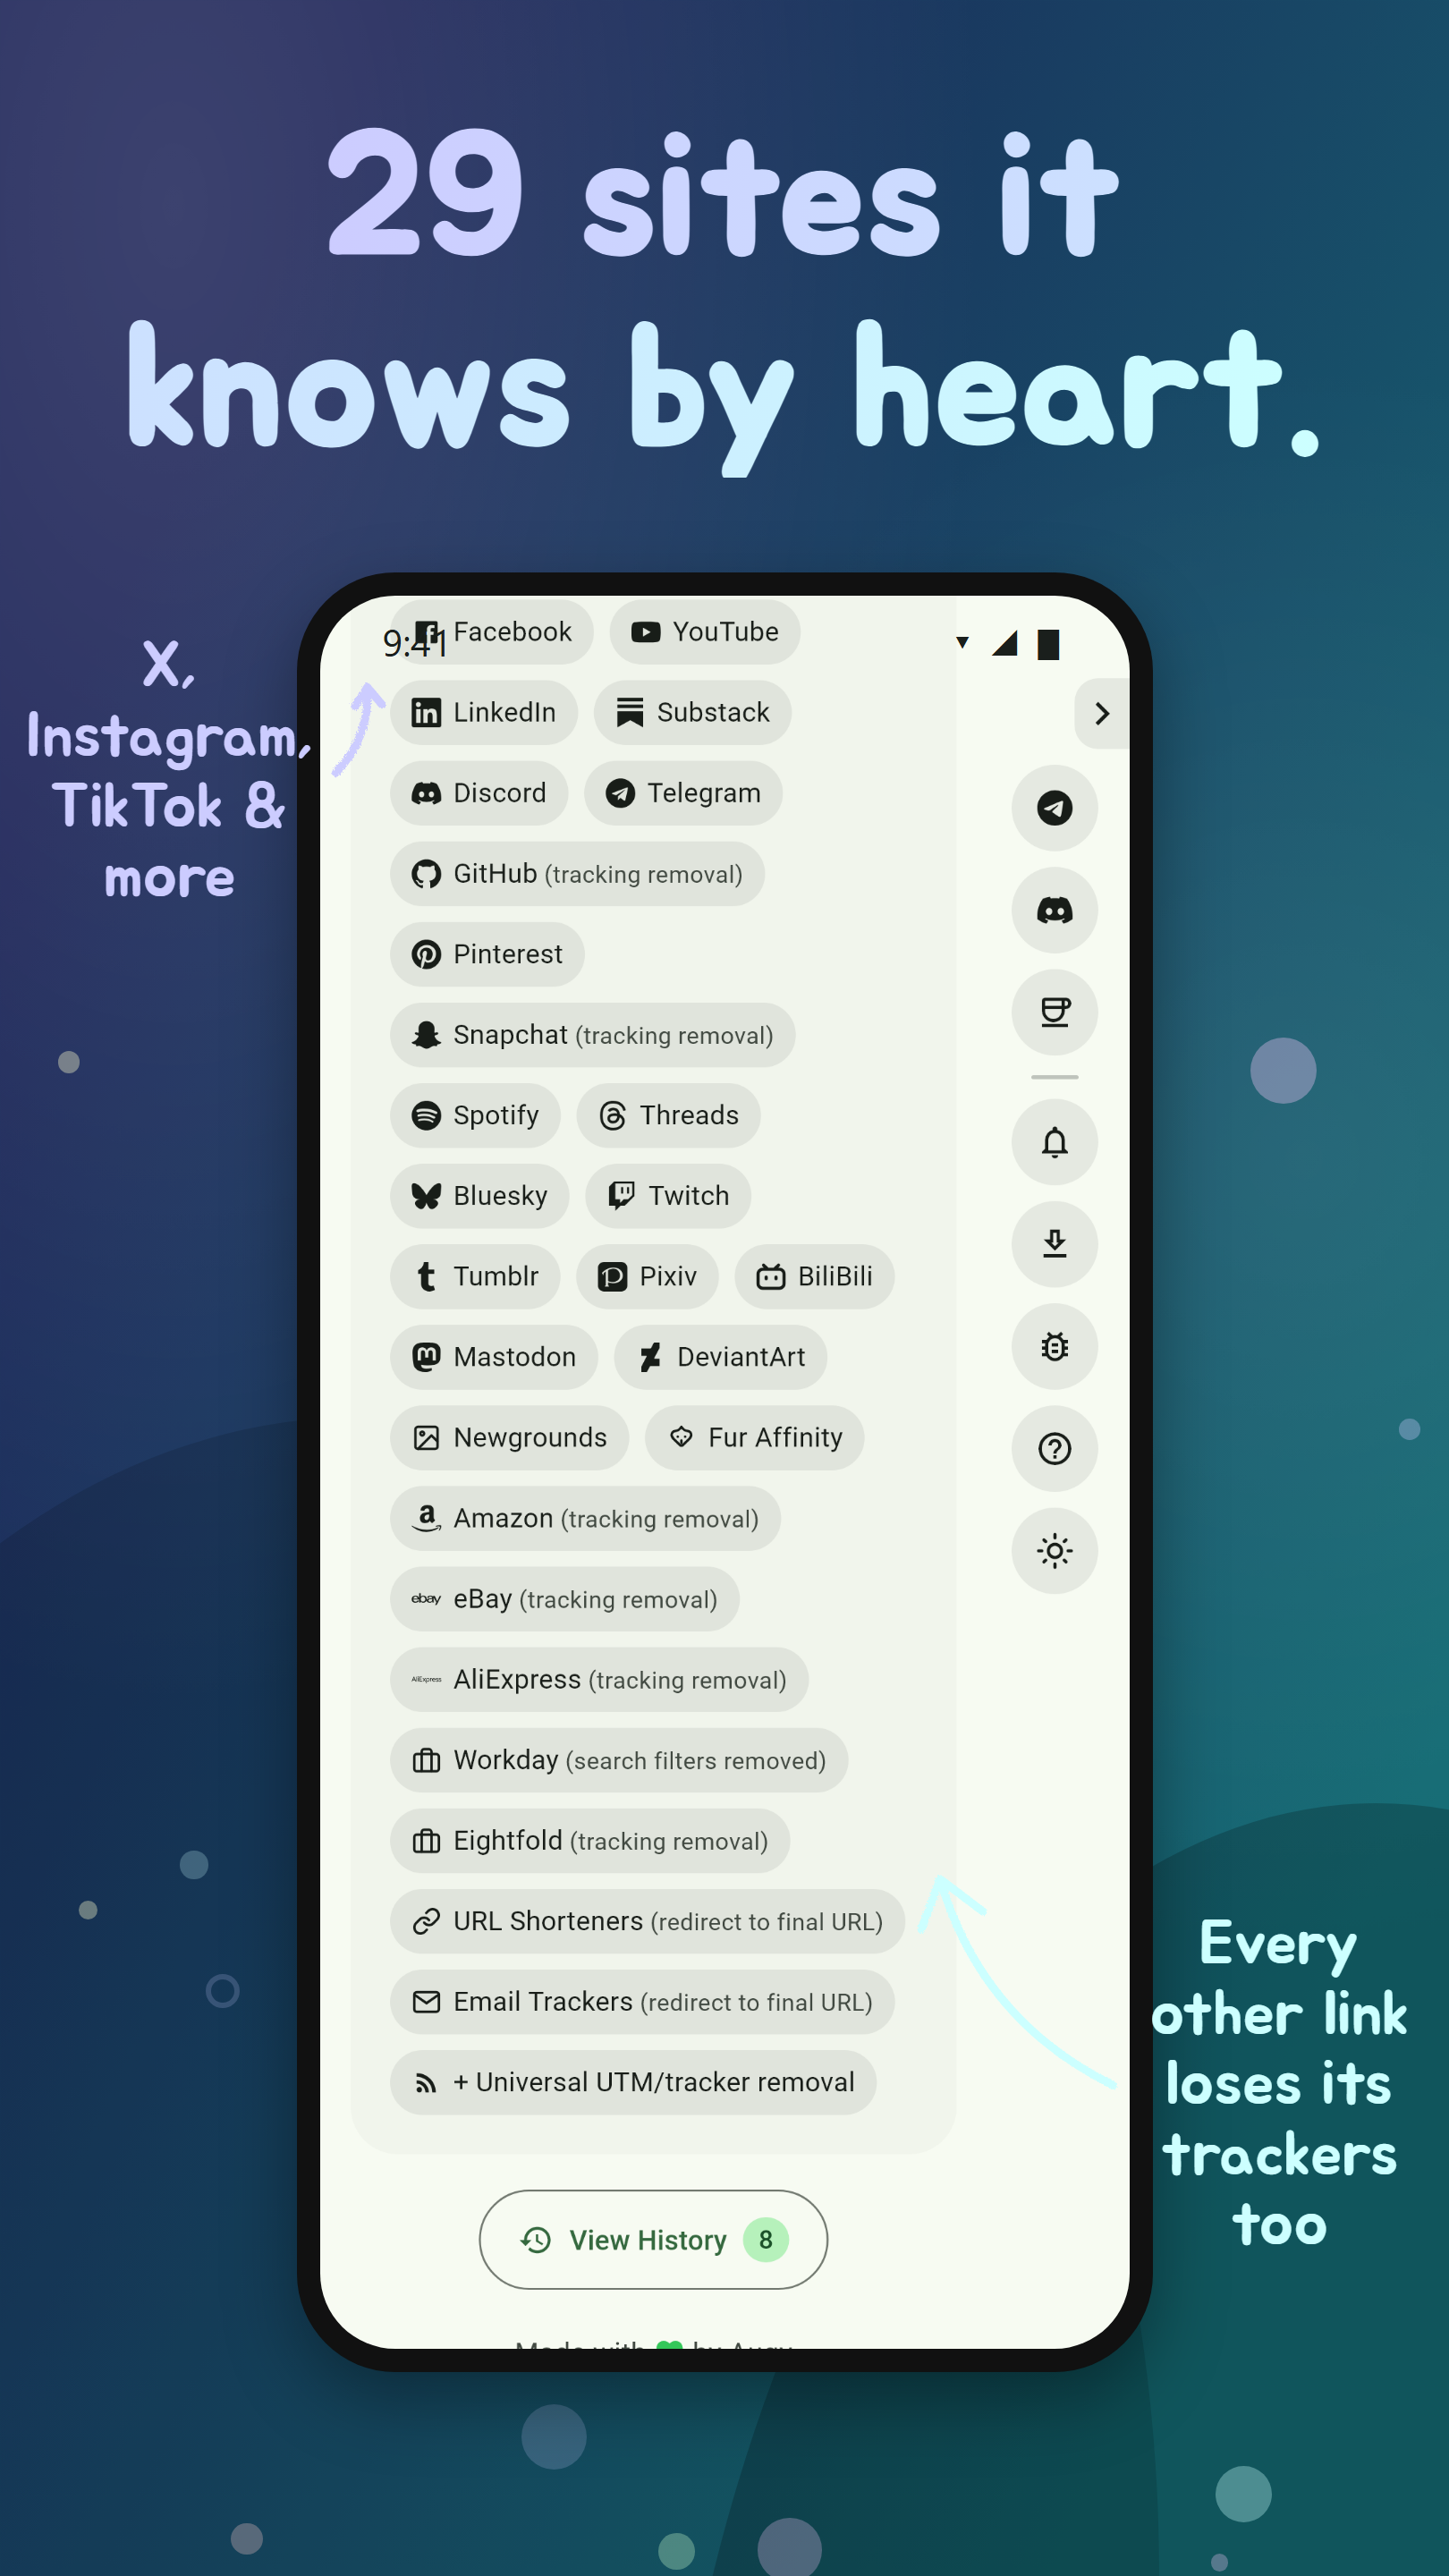 29 sites it
knows by heart.
X,
Instagram,
TikTok &
more
9:41
Facebook
YouTube
LinkedIn
Substack
Discord
Telegram
GitHub (tracking removal)
Pinterest
Snapchat (tracking removal)
Spotify
Threads
Bluesky
Twitch
Tumblr
Pixiv
BiliBili
Mastodon
DeviantArt
Newgrounds
Fur Affinity
Amazon (tracking removal)
ebay
eBay (tracking removal)
AliExpress
AliExpress (tracking removal)
Workday (search filters removed)
Eightfold (tracking removal)
URL Shorteners (redirect to final URL)
Email Trackers (redirect to final URL)
+ Universal UTM/tracker removal
Every
other link
loses its
trackers
too
View History 8
Made with by